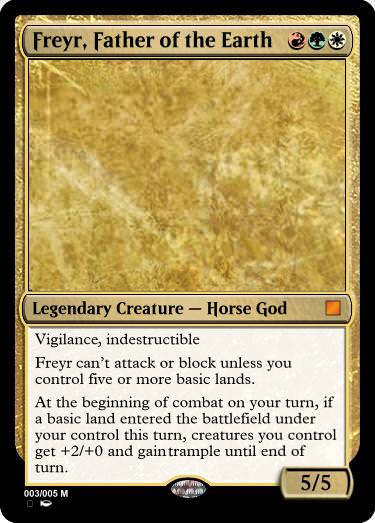 Freyr, Father of the Earth
Legendary Creature — Horse God
Vigilance, indestructible
Freyr can't attack or block unless you
control five or more basic lands.
At the beginning of combat on your turn, if
a basic land entered the battlefield under
your control this turn, creatures you control
get +2/+0 and gain trample until end of
turn.
5/5
003/005 M